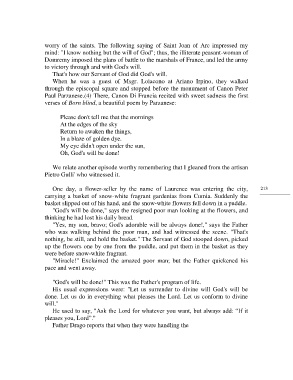 worry of the saints. The following saying of Saint Joan of Arc impressed my
mind: "I know nothing but the will of God"; thus, the illiterate peasant-woman of
Domremy imposed the plans of battle to the marshals of France, and led the army
to victory through and with God's will.
That's how our Servant of God did God's will.
When he was a guest of Msgr. Loiacono at Ariano Irpino, they walked
through the episcopal square and stopped before the monument of Canon Peter
Paul Parzanese.(4) There, Canon Di Francia recited with sweet sadness the first
verses of Born blind, a beautiful poem by Parzanese:
Please don't tell me that the mornings
At the edges of the sky
Return to awaken the things,
In a blaze of golden dye.
My eye didn't open under the sun,
Oh, God's will be done!
We relate another episode worthy remembering that I gleaned from the artisan
Pietro Gulli' who witnessed it.
One day, a flower-seller by the name of Laurence was entering the city,
215
carrying a basket of snow-white fragrant gardenias from Cumia. Suddenly the
basket slipped out of his hand, and the snow-white flowers fell down in a puddle.
"God's will be done," says the resigned poor man looking at the flowers, and
thinking he had lost his daily bread.
"Yes, my son, bravo; God's adorable will be always done!," says the Father
who was walking behind the poor man, and had witnessed the scene. "That's
nothing, be still, and hold the basket." The Servant of God stooped down, picked
up the flowers one by one from the puddle, and put them in the basket as they
were before snow-white fragrant.
"Miracle!" Exclaimed the amazed poor man; but the Father quickened his
pace and went away.
"God's will be done!" This was the Father's program of life.
His usual expressions were: "Let us surrender to divine will God's will be
done. Let us do in everything what pleases the Lord. Let us conform to divine
will."
He used to say, "Ask the Lord for whatever you want, but always add: "If it
pleases you, Lord"."
Father Drago reports that when they were handling the